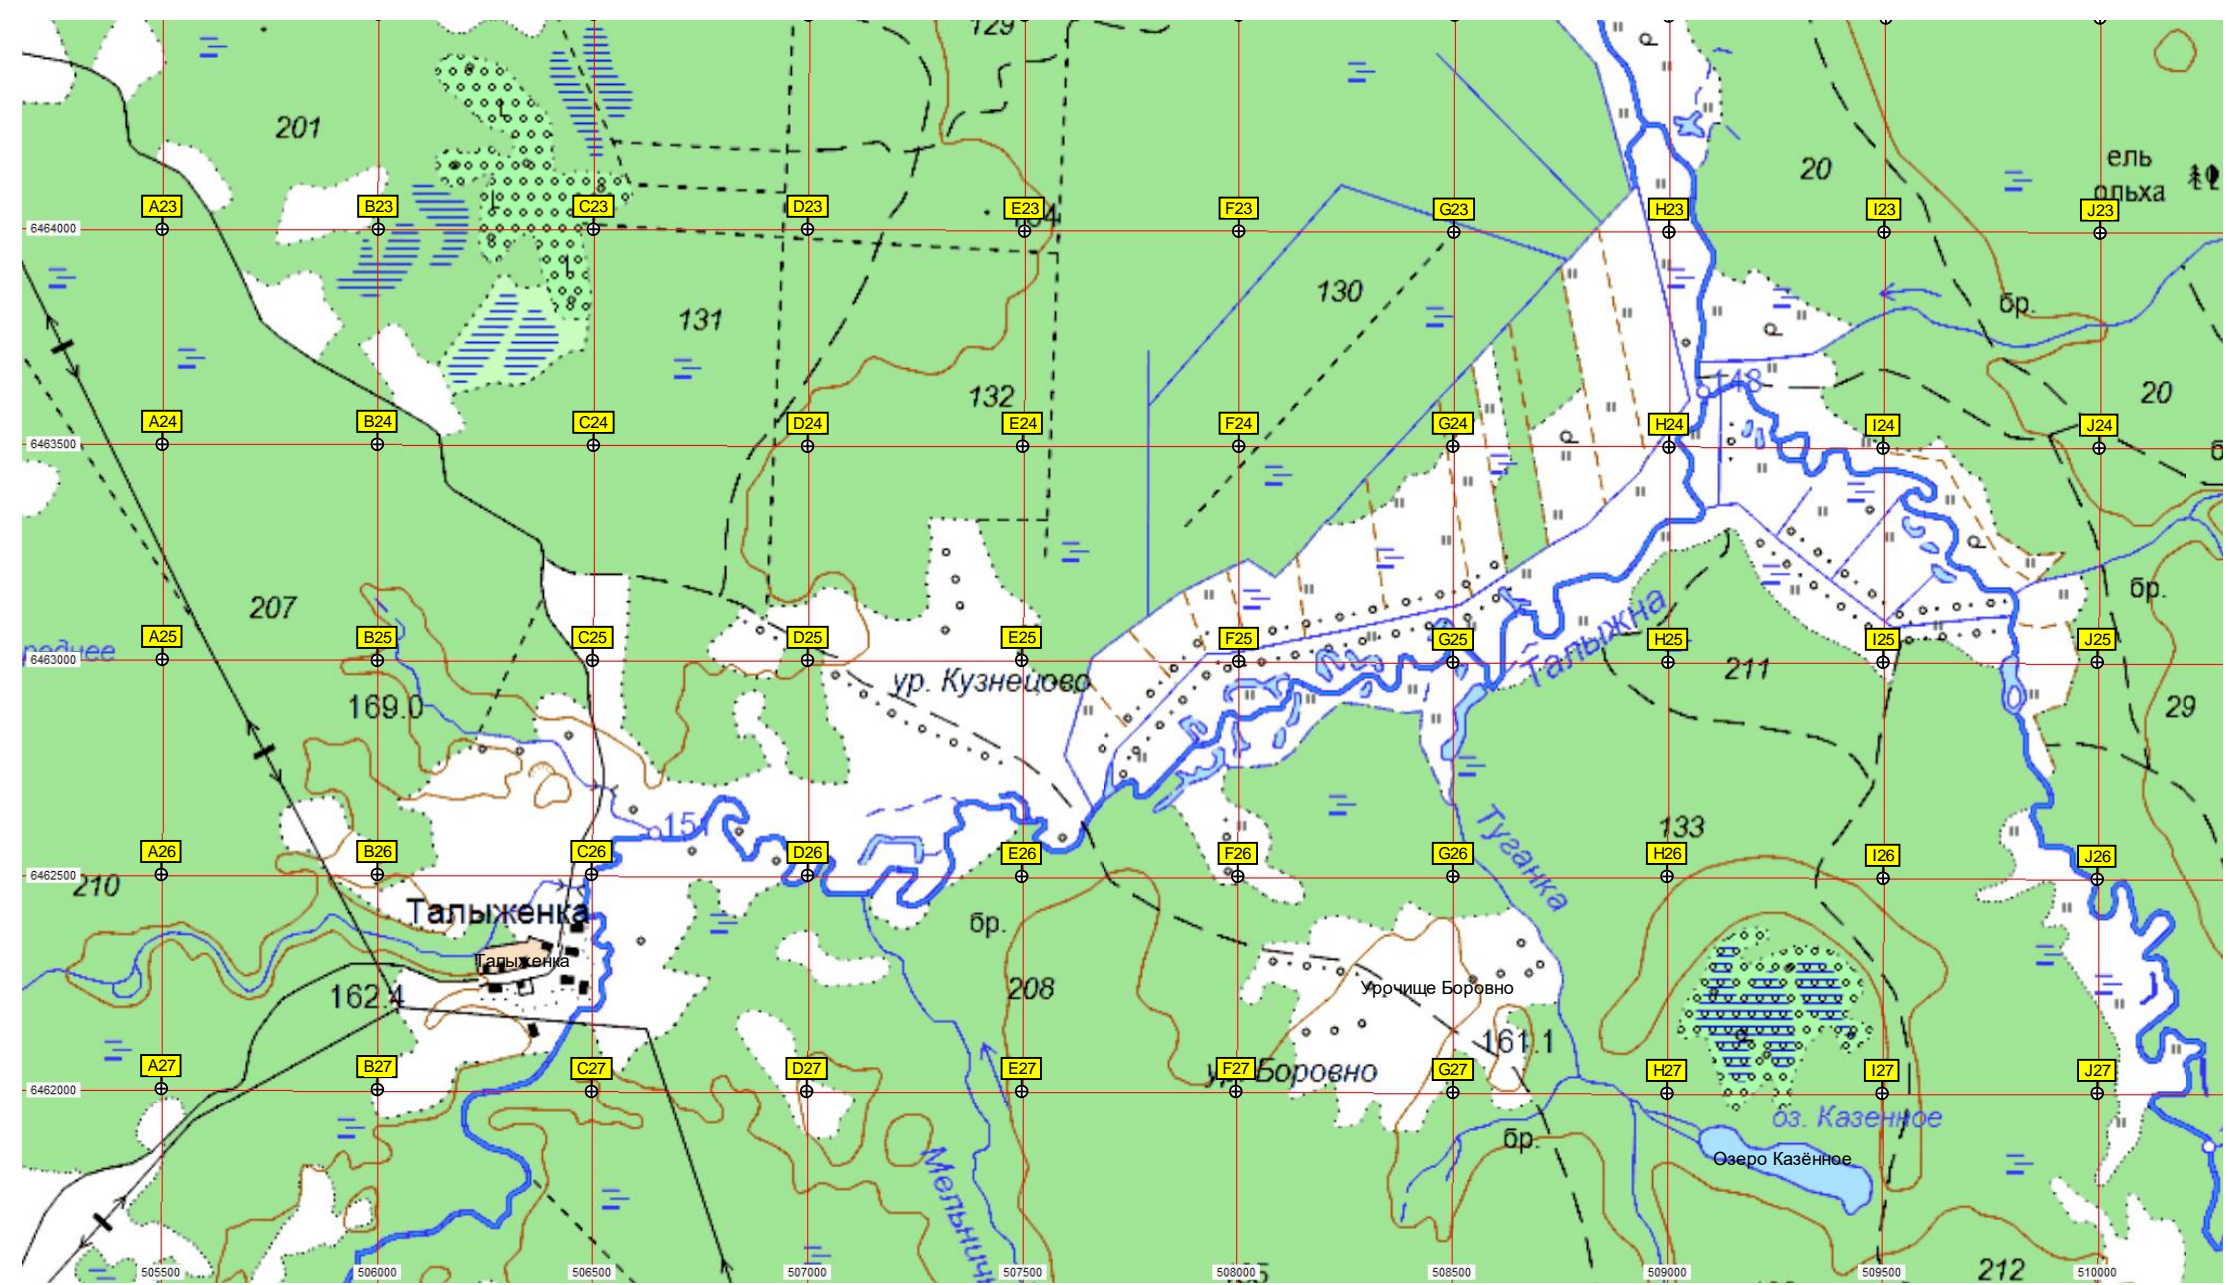 129
201
20
ель
ольха
A23 B23 C23 D23 E23 F23 G23 H23 I23 J23
6464000
130
бр.
131
148
132
20
A24 B24 C24 D24 E24 F24 G24 H24 I24 J24
6463500
207
бр.
Талыжна
A25 B25 C25 D25 E25 F25 G25 H25 I25 J25
6463000
211
ур. Кузнецово
169.0
29
151
133
Туганка
A26 B26 C26 D26 E26 F26 G26 H26 I26 J26
6462500
210
Талыженка
бр.
Талыженка
162.4
208
Урочище Боровно
161.1
A27 B27 C27 D27 E27 F27 G27 H27 I27 J27
6462000
ур. Боровно
оз. Казенное
бр.
Озеро Казённое
Мельничн
212
505500 506000 506500 507000 507500 508000 508500 509000 509500 510000